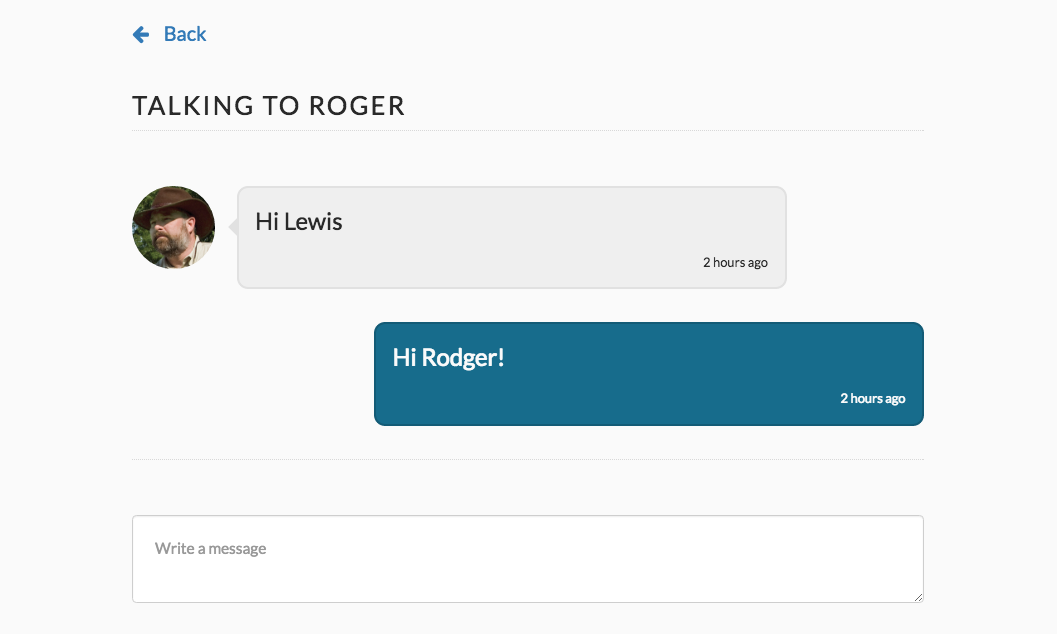 Back
TALKING TO ROGER
Hi Lewis
2 hours ago
Hi Rodger!
2 hours ago
Write a message